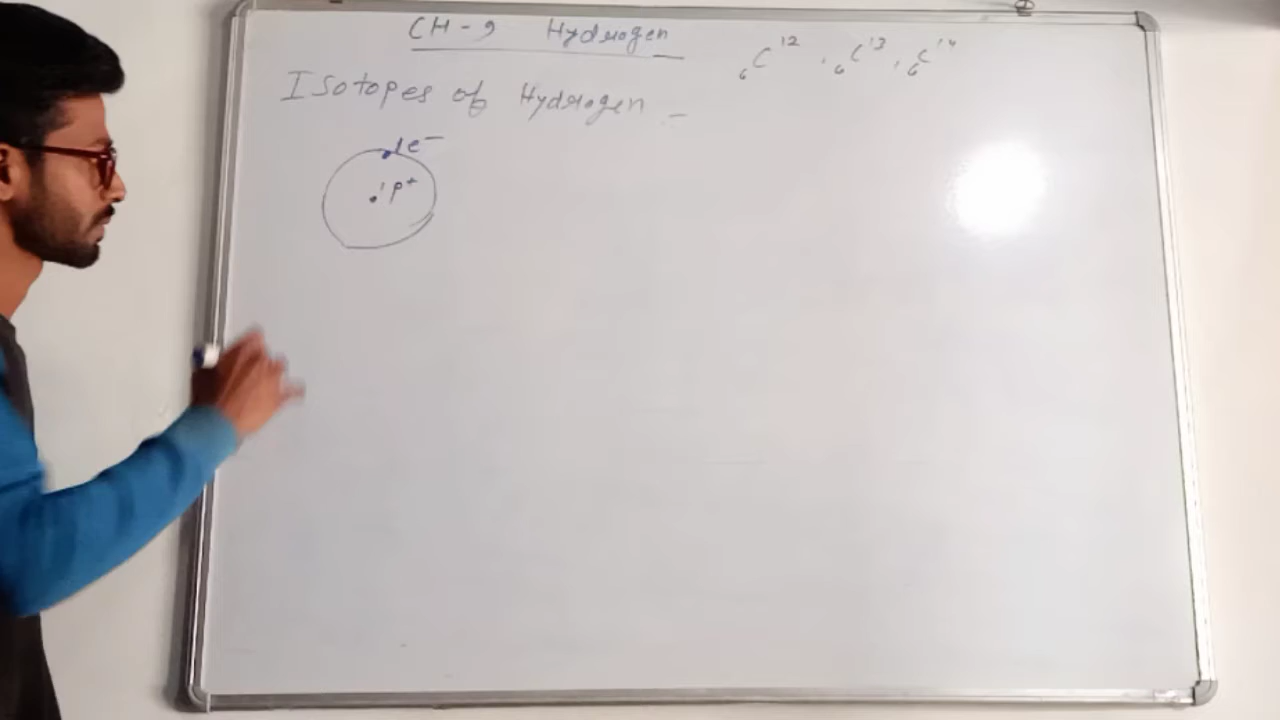 CH-9 Hydrogen
₆C¹², ₆C¹³, ₆C¹⁴
Isotopes of Hydrogen -
1e⁻
1p⁺